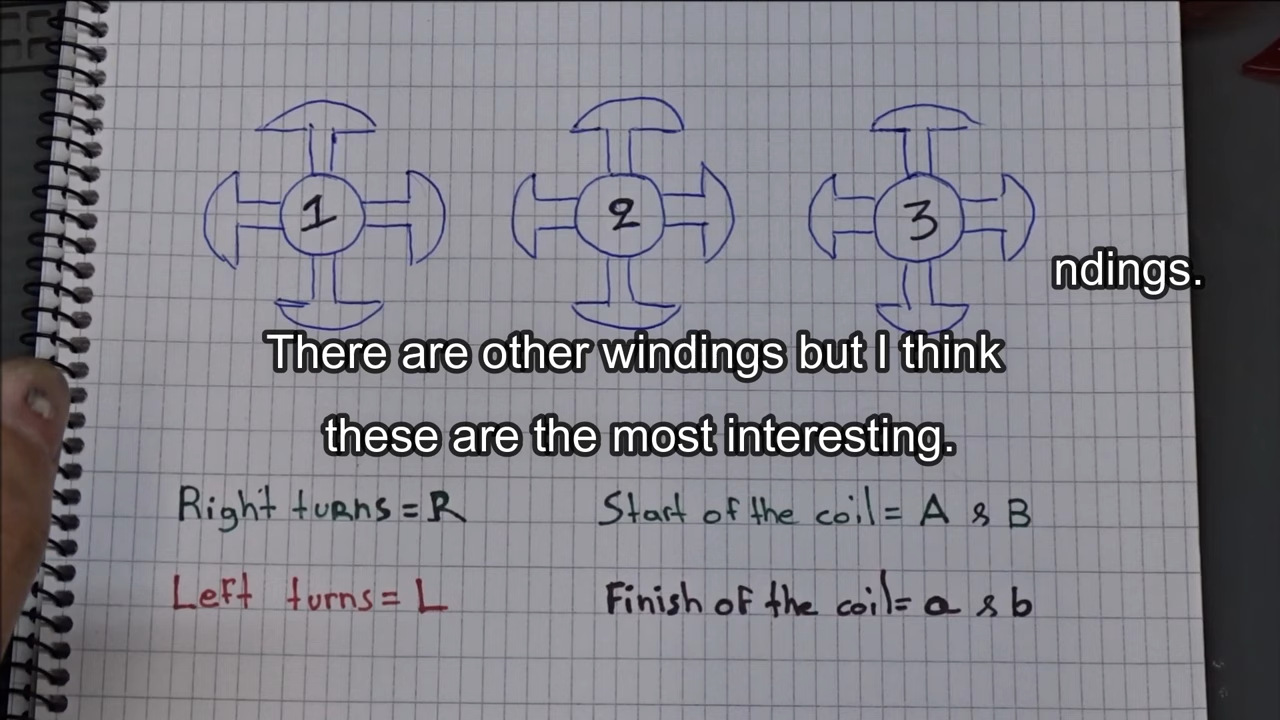 1 2 3
ndings.
There are other windings but I think
these are the most interesting.
Right turns = R
Start of the coil = A & B
Left turns = L
Finish of the coil = a & b